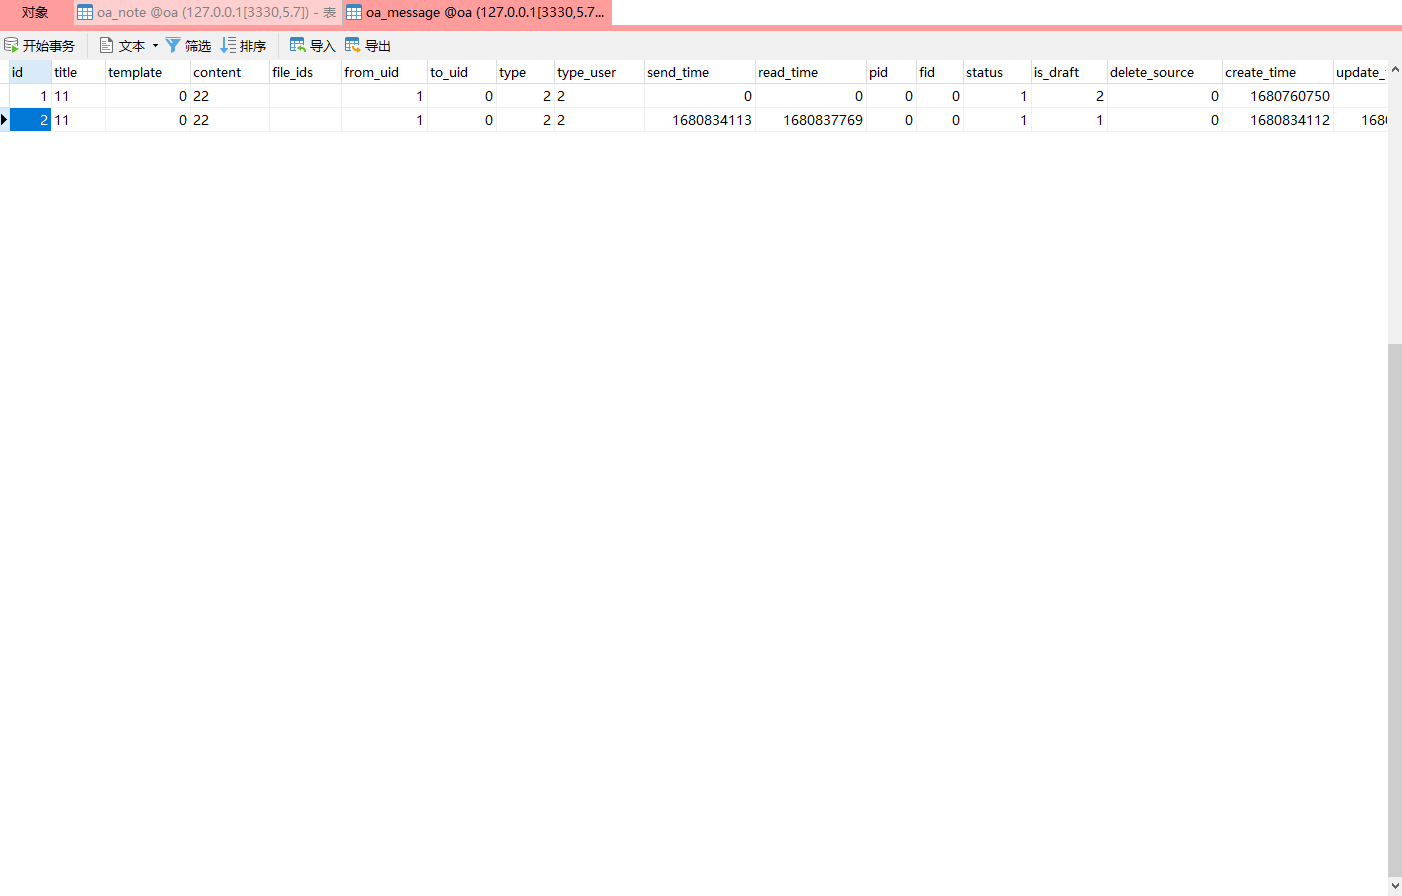 对象 oa_note @oa (127.0.0.1[3330,5.7]) - 表 oa_message @oa (127.0.0.1[3330,5.7...
开始事务 文本 筛选 排序 导入 导出
id title template content file_ids from_uid to_uid type type_user send_time read_time pid fid status is_draft delete_source create_time update_
1 11 0 22 1 0 2 2 0 0 0 0 1 2 0 1680760750
2 11 0 22 1 0 2 2 1680834113 1680837769 0 0 1 1 0 1680834112 168